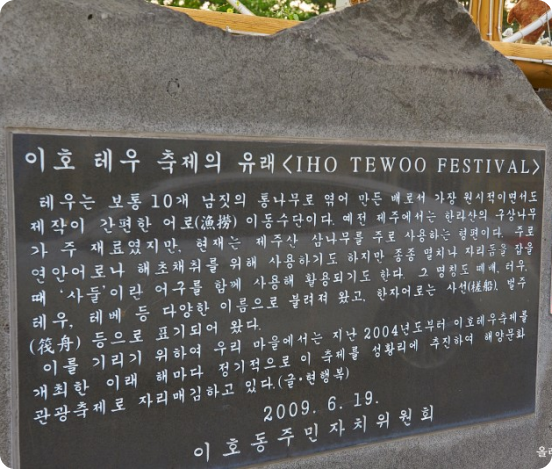 이호 테우 축제의 유래<IHO TEWOO FESTIVAL>
테우는 보통 10개 남짓의 통나무로 엮어 만든 배로서 가장 원시적이면서도
제작이 간편한 어로(漁撈) 이동수단이다. 예전 제주에서는 한라산의 구상나무
가 주 재료였지만, 현재는 제주산 삼나무를 주로 사용하는 형편이다. 주로
연안어로나 해초채취를 위해 사용하기도 하지만 종종 멸치나 자리돔을 잡을
때 '사들'이란 어구를 함께 사용해 활용되기도 한다. 그 명칭도 떼배, 터우,
테우, 테베 등 다양한 이름으로 불려져 왔고, 한자어로는 사선(槎船), 벌주
(筏舟) 등으로 표기되어 왔다.
이를 기리기 위하여 우리 마을에서는 지난 2004년도부터 이호테우축제를
개최한 이래 해마다 정기적으로 이 축제를 성황리에 추진하여 해양문화
관광축제로 자리매김하고 있다.(글·현행복)
2009. 6. 19.
이호동주민자치위원회